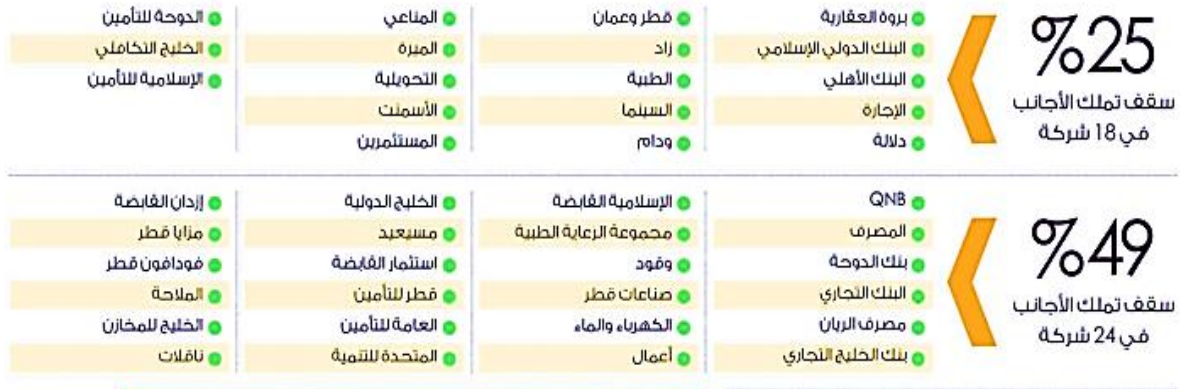 %25
سقف تملك الأجانب
في 18 شركة
بروة العقارية
البنك الدولي الإسلامي
البنك الأهلي
الإجارة
دلالة
قطر وعمان
زاد
الطبية
السينما
ودام
المناعي
الميرة
التحويلية
الأسمنت
المستثمرين
الدوحة للتأمين
الخليج التكافلي
الإسلامية للتأمين
%49
سقف تملك الأجانب
في 24 شركة
QNB
المصرف
بنك الدوحة
البنك التجاري
مصرف الريان
بنك الخليج التجاري
الإسلامية القابضة
مجموعة الرعاية الطبية
وقود
صناعات قطر
الكهرباء والماء
أعمال
الخليج الدولية
مسيعيد
استثمار القابضة
قطر للتأمين
العامة للتأمين
المتحدة للتنمية
إزدان القابضة
مزايا قطر
فودافون قطر
الملاحة
الخليج للمخازن
ناقلات